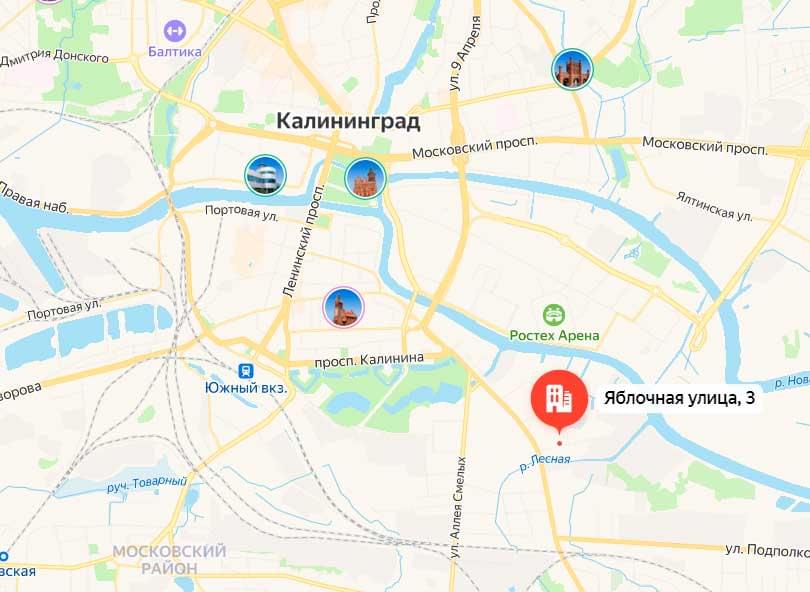 Про
Балтика
Дмитрия Донского
ул. 9 Апреля
Калининград
Московский просп.
Московский просп.
Правая наб.
Портовая ул.
Ялтинская ул.
Ленинский просп.
Портовая ул.
Ростех Арена
просп. Калинина
Южный вкз.
ворова
р. Нова
Яблочная улица, 3
р. Лесная
руч. Товарный
ул. Аллея Смелых
МОСКОВСКИЙ
РАЙОН
ул. Подполко
вская